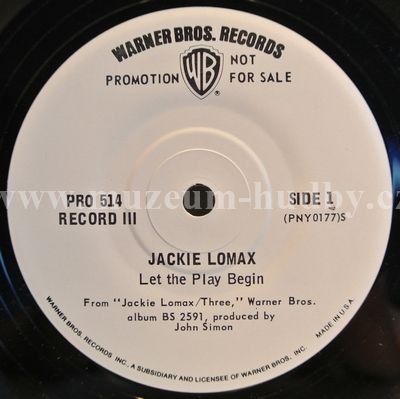 WARNER BROS. RECORDS
PROMOTION NOT FOR SALE
WB
®
PRO 514
RECORD III
SIDE 1
(PNY0177)S
www.muzeum-hudby.cz
JACKIE LOMAX
Let the Play Begin
From "Jackie Lomax/Three," Warner Bros.
album BS 2591, produced by
John Simon
WARNER BROS. RECORDS INC., A SUBSIDIARY AND LICENSEE OF WARNER BROS. INC.
MADE IN U.S.A.